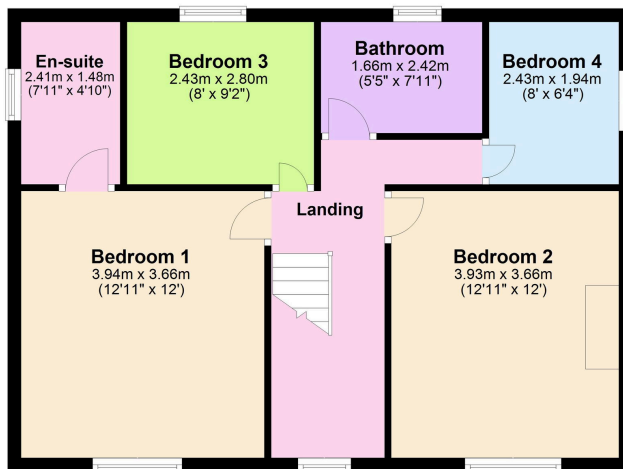 En-suite
2.41m x 1.48m
(7'11" x 4'10")
Bedroom 3
2.43m x 2.80m
(8' x 9'2")
Bathroom
1.66m x 2.42m
(5'5" x 7'11")
Bedroom 4
2.43m x 1.94m
(8' x 6'4")
Landing
Bedroom 1
3.94m x 3.66m
(12'11" x 12')
Bedroom 2
3.93m x 3.66m
(12'11" x 12')